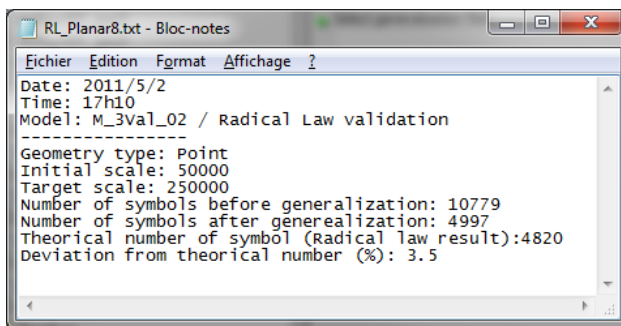 RL_Planar8.txt - Bloc-notes
Fichier Edition Format Affichage ?
Date: 2011/5/2
Time: 17h10
Model: M_3Val_02 / Radical Law validation
-----------------
Geometry type: Point
Initial scale: 50000
Target scale: 250000
Number of symbols before generalization: 10779
Number of symbols after generealization: 4997
Theorical number of symbol (Radical law result):4820
Deviation from theorical number (%): 3.5